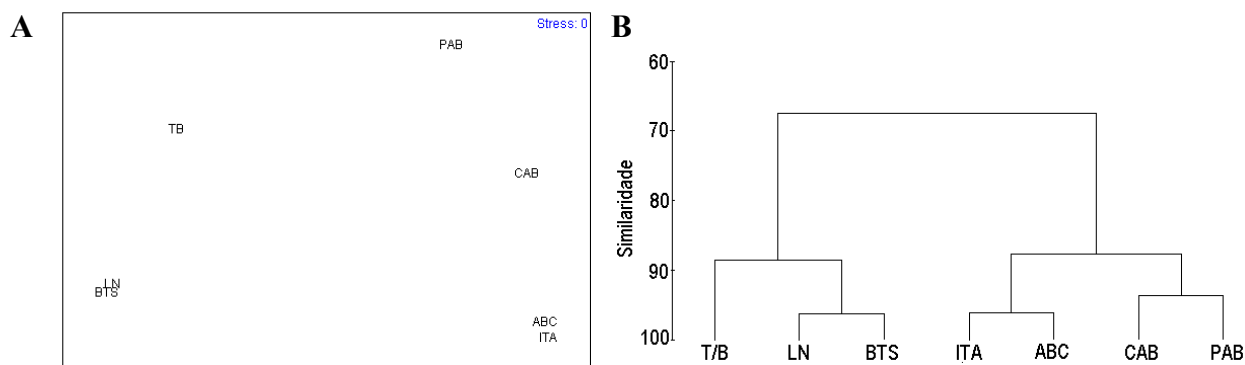 A
Stress: 0
PAB
TB
CAB
LN
BTS
ABC
ITA
B
Similaridade
60
70
80
90
100
T/B LN BTS ITA ABC CAB PAB